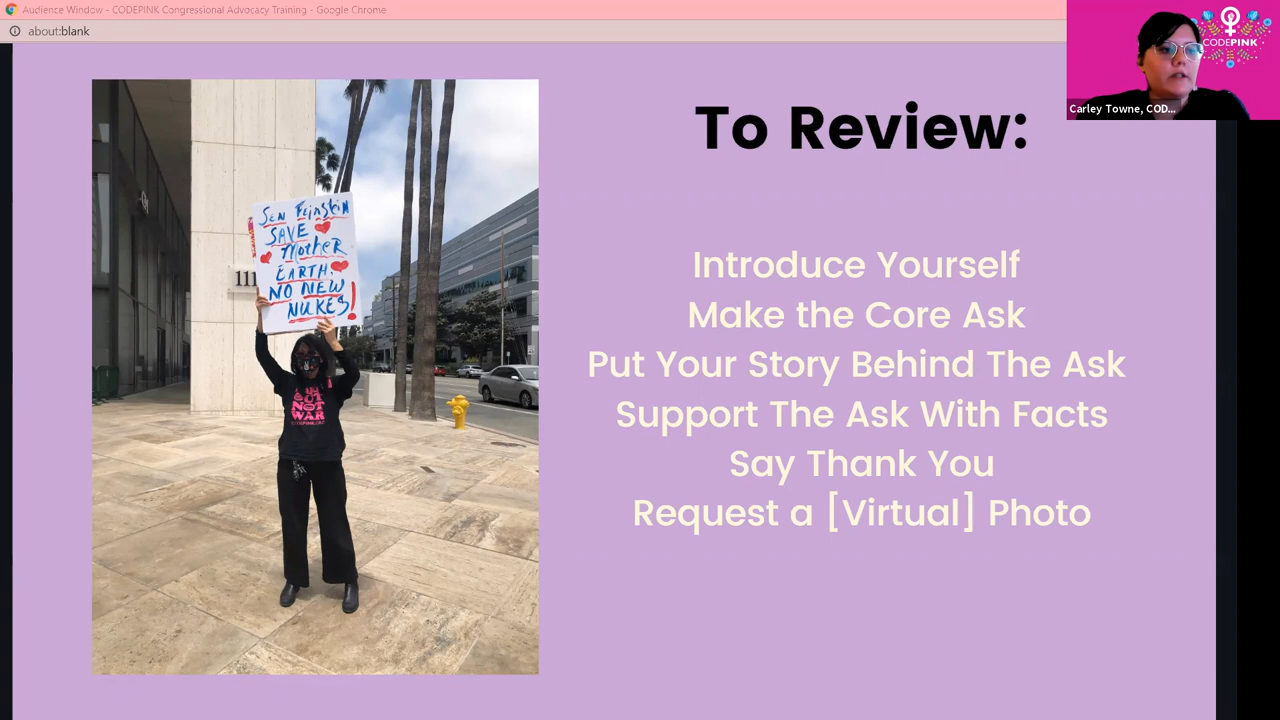 Audience Window - CODEPINK Congressional Advocacy Training - Google Chrome
about:blank
CODEPINK
Carley Towne, COD...
To Review:
Introduce Yourself
Make the Core Ask
Put Your Story Behind The Ask
Support The Ask With Facts
Say Thank You
Request a [Virtual] Photo
SEN FEINSTEIN
SAVE
MOTHER
EARTH.
NO NEW
NUKES!
111
NOT
WAR